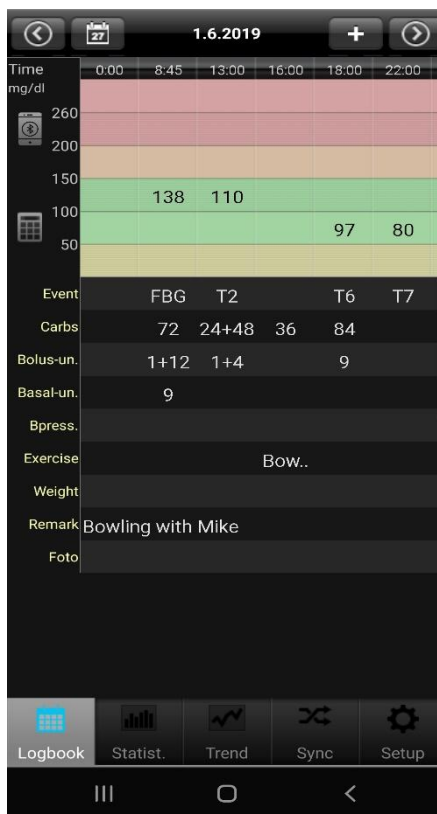 27 1.6.2019 +
Time 0:00 8:45 13:00 16:00 18:00 22:00
mg/dl
260
200
150
138 110
100
97 80
50
Event FBG T2 T6 T7
Carbs 72 24+48 36 84
Bolus-un. 1+12 1+4 9
Basal-un. 9
Bpress.
Exercise Bow..
Weight
Remark Bowling with Mike
Foto
Logbook Statist. Trend Sync Setup